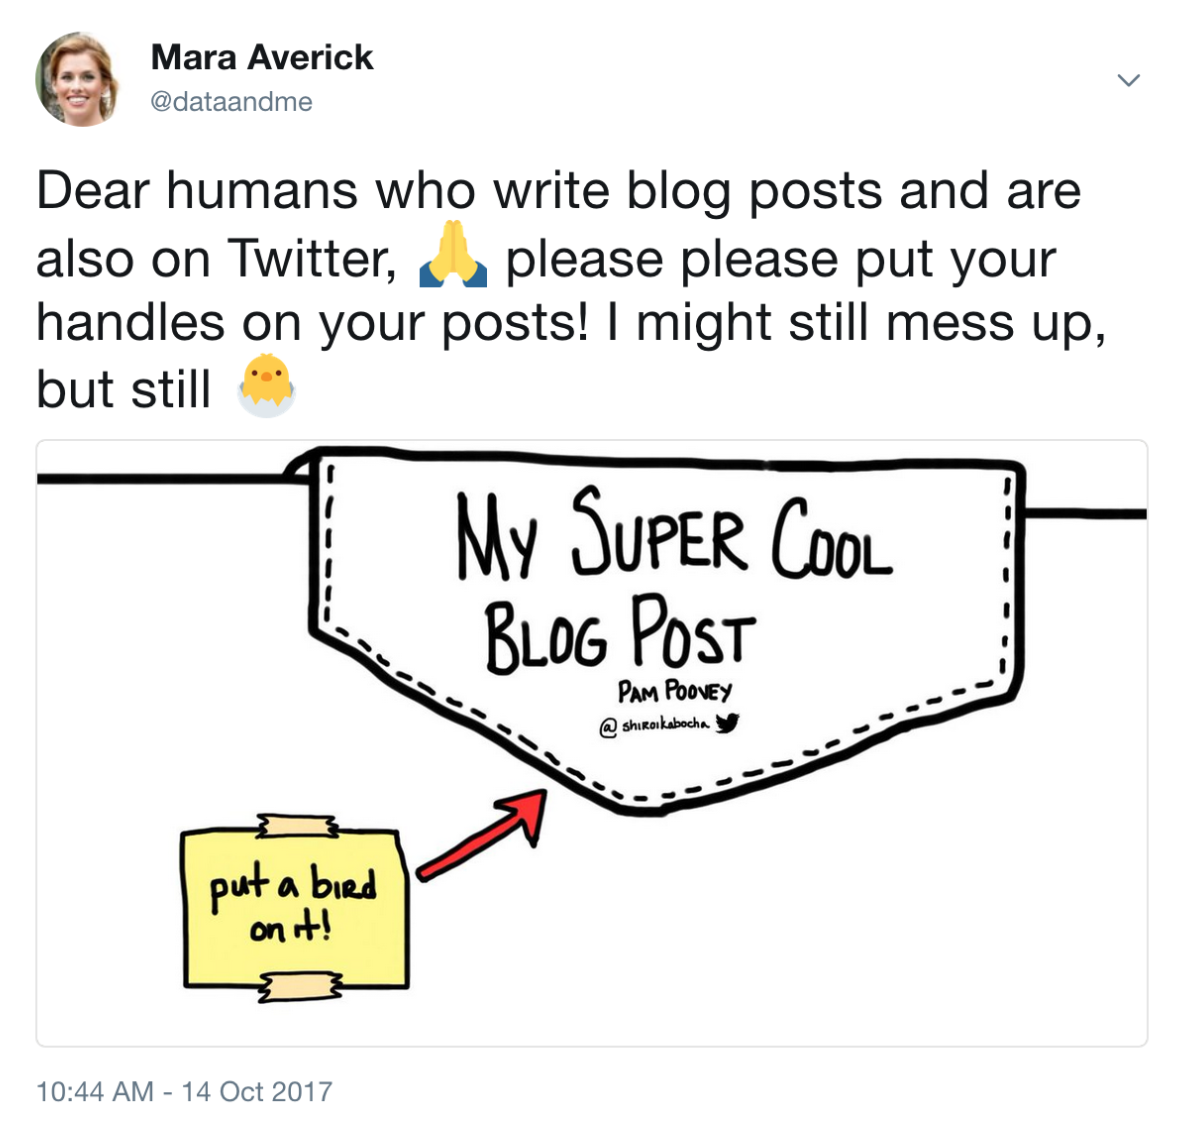 Mara Averick
@dataandme
Dear humans who write blog posts and are
also on Twitter, 🙏 please please put your
handles on your posts! I might still mess up,
but still 🐣
My Super Cool
Blog Post
Pam Poovey
@shiroikabocha
put a bird
on it!
10:44 AM - 14 Oct 2017